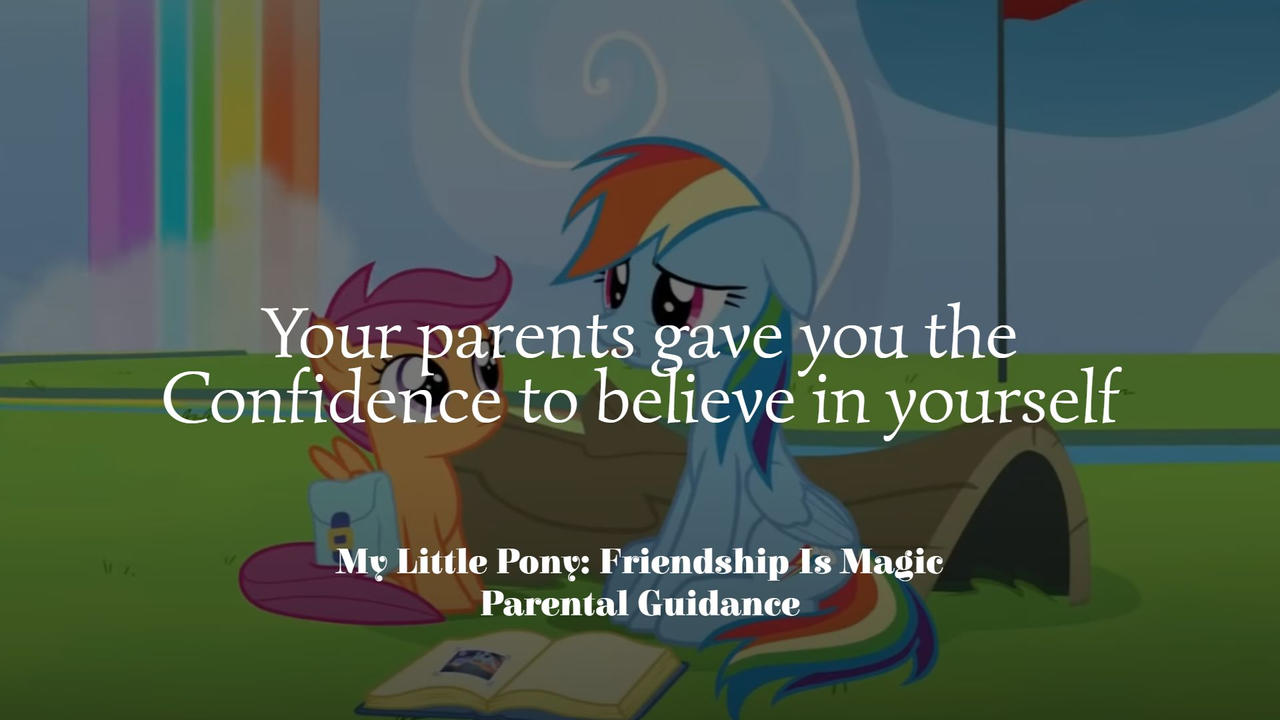 Your parents gave you the
Confidence to believe in yourself
My Little Pony: Friendship Is Magic
Parental Guidance